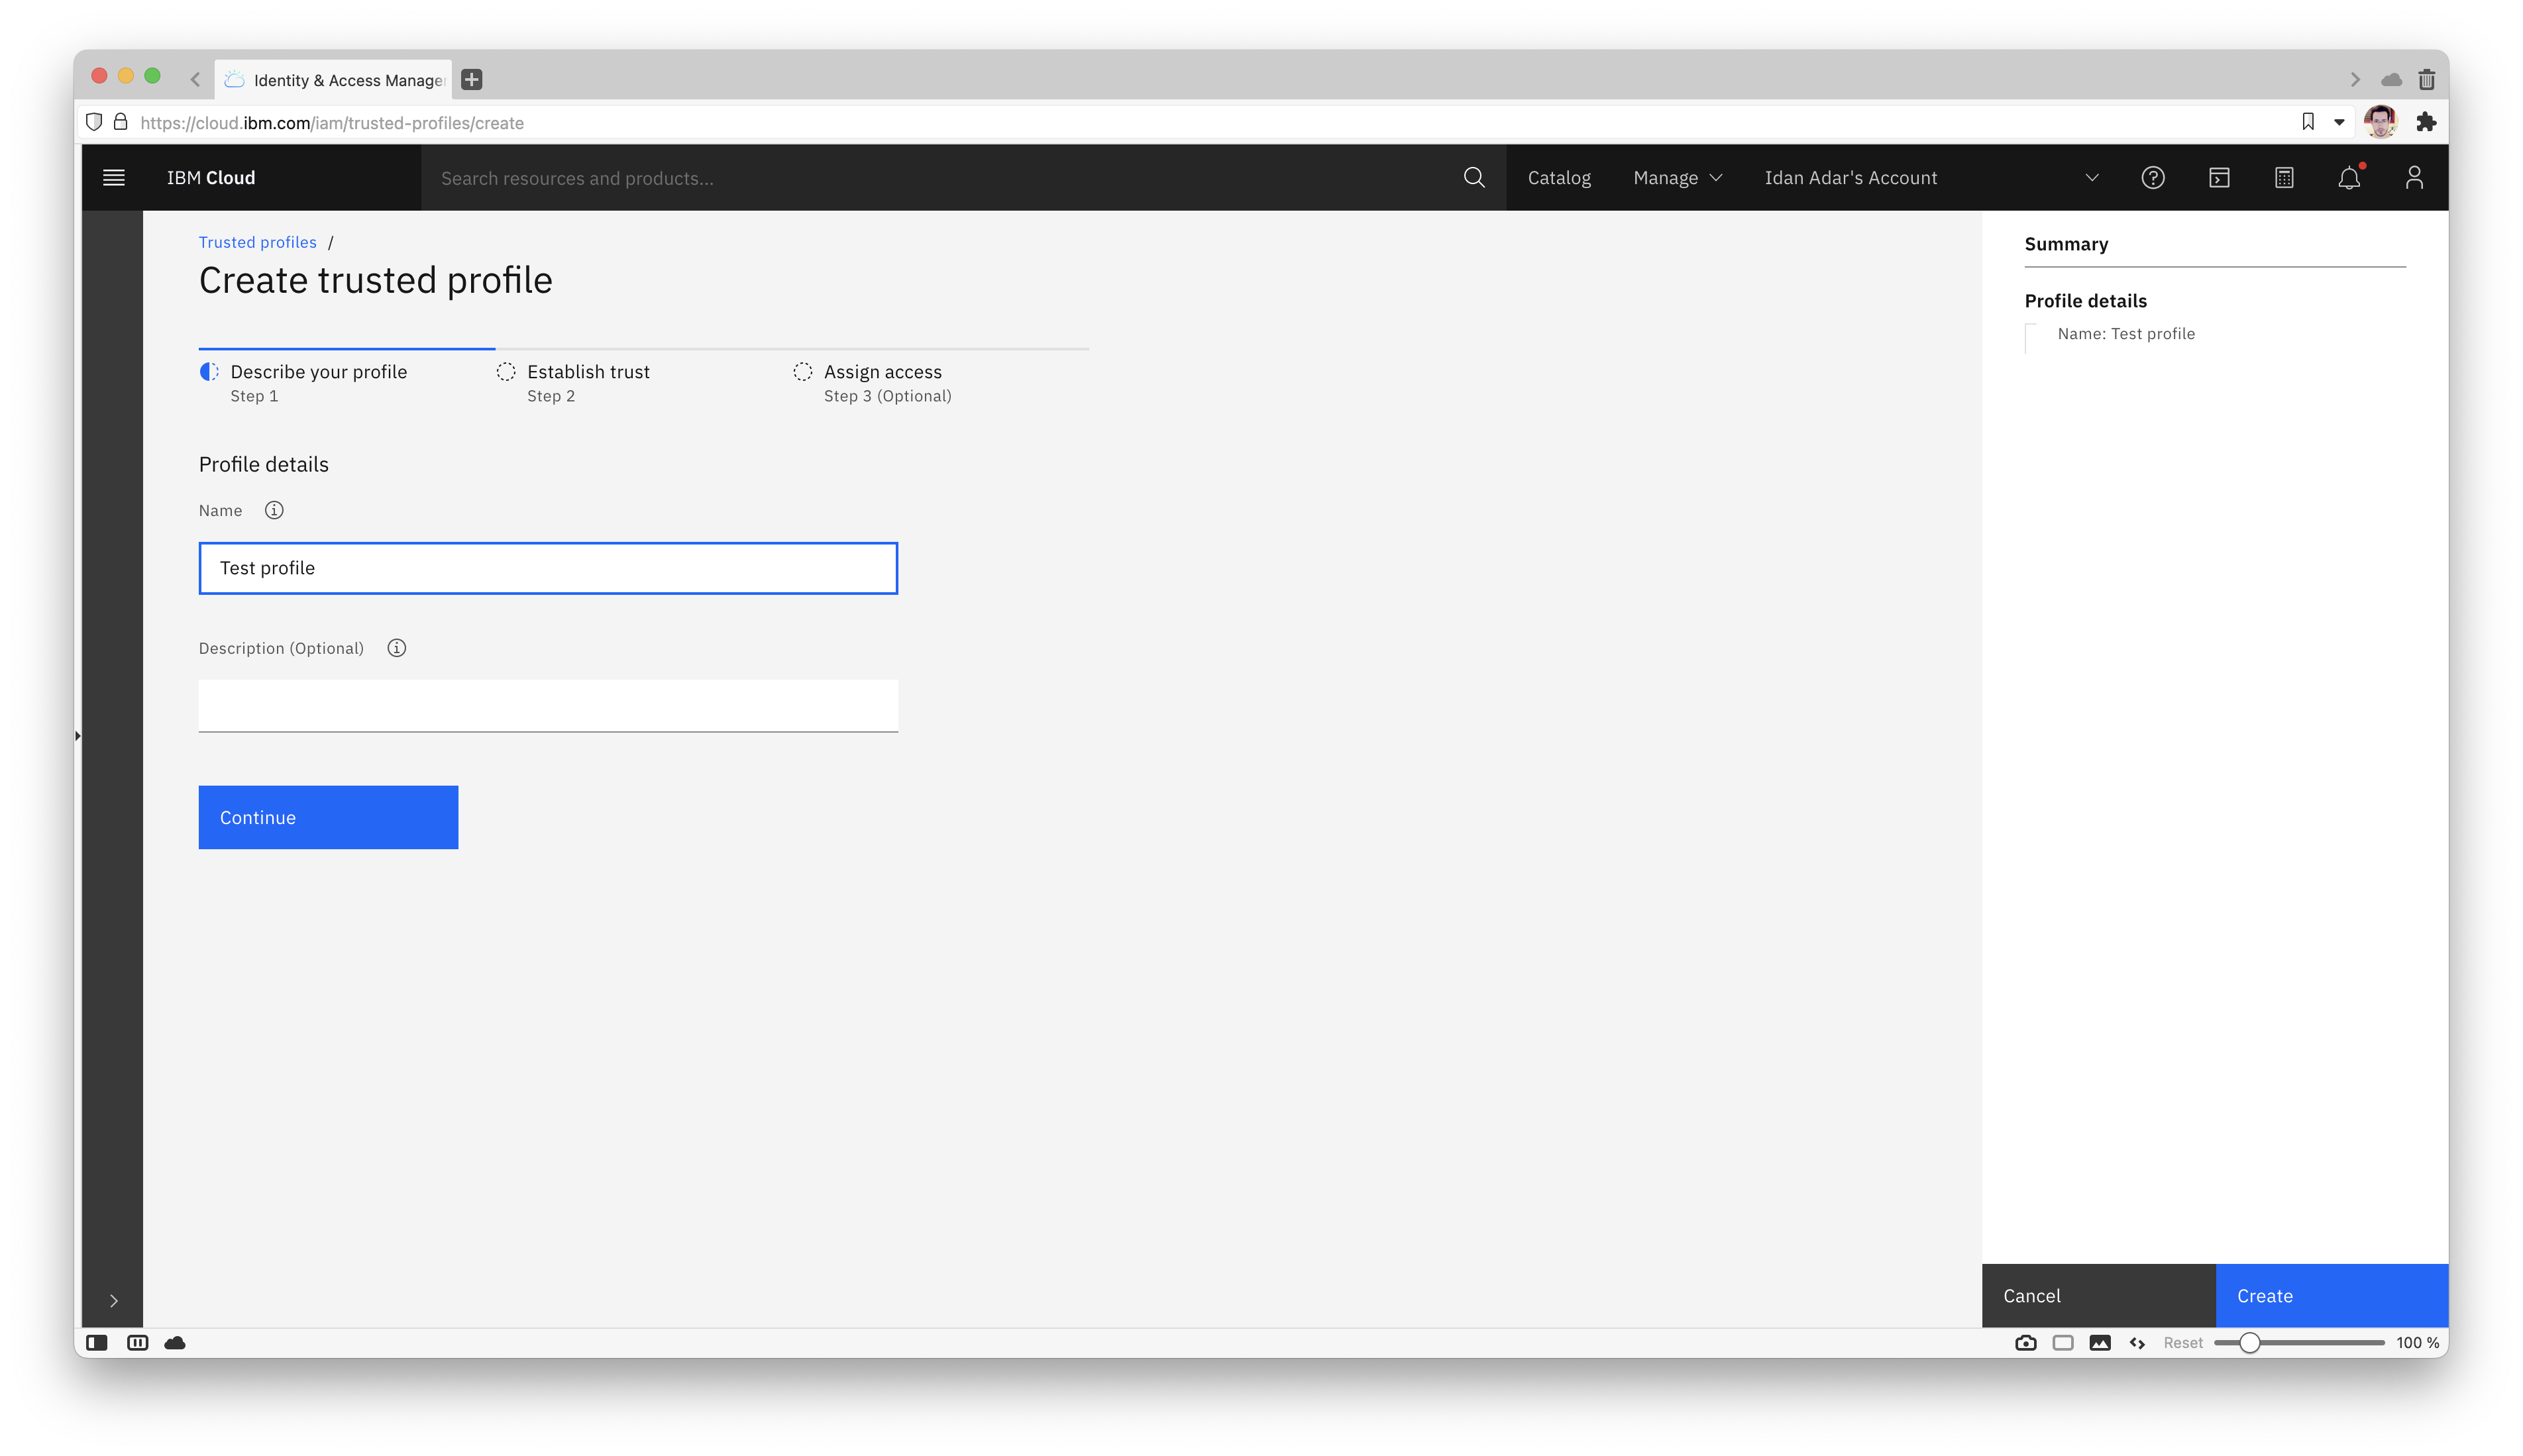 Identity & Access Manage
https://cloud.ibm.com/iam/trusted-profiles/create
IBM Cloud
Search resources and products...
Catalog
Manage
Idan Adar's Account
Trusted profiles /
Create trusted profile
Describe your profile
Step 1
Establish trust
Step 2
Assign access
Step 3 (Optional)
Profile details
Name
Test profile
Description (Optional)
Continue
Summary
Profile details
Name: Test profile
Cancel
Create
Reset
100 %